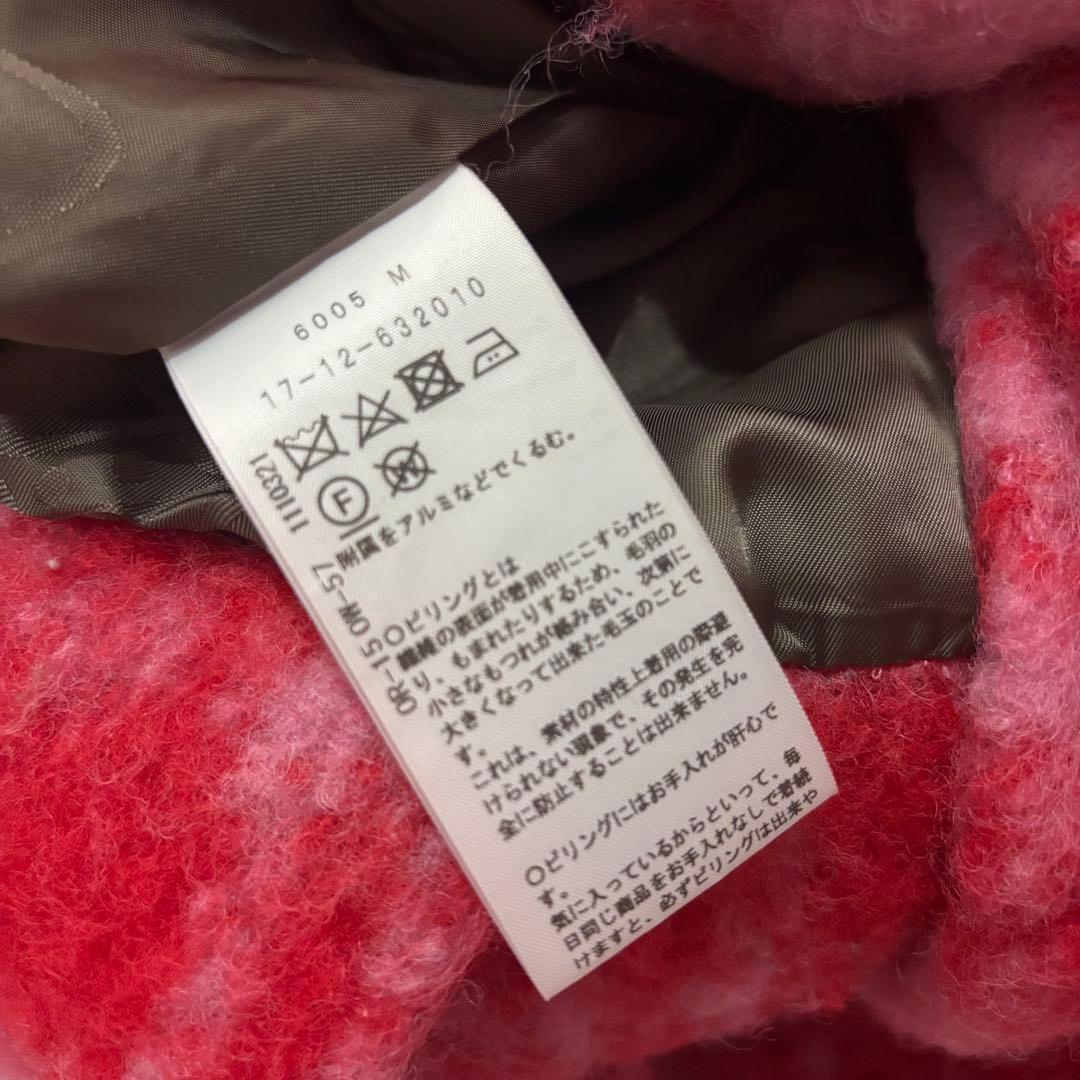 6005 M
17-12-632010
1110321
F
W
金属をアルミなどでくるむ。
QR-15 OW-57
〇ピリングとは
繊維の表面が着用中にこすられた
り、もまれたりするため、毛羽の
小さなもつれが絡み合い、次第に
大きくなって出来た毛玉のことで
す。
これは、素材の特性上着用の際避
けられない現象で、その発生を完
全に防止することは出来ません。
〇ピリングにはお手入れが肝心で
す。
気に入っているからといって、毎
日同じ商品をお手入れなしで着続
けますと、必ずピリングは出来や